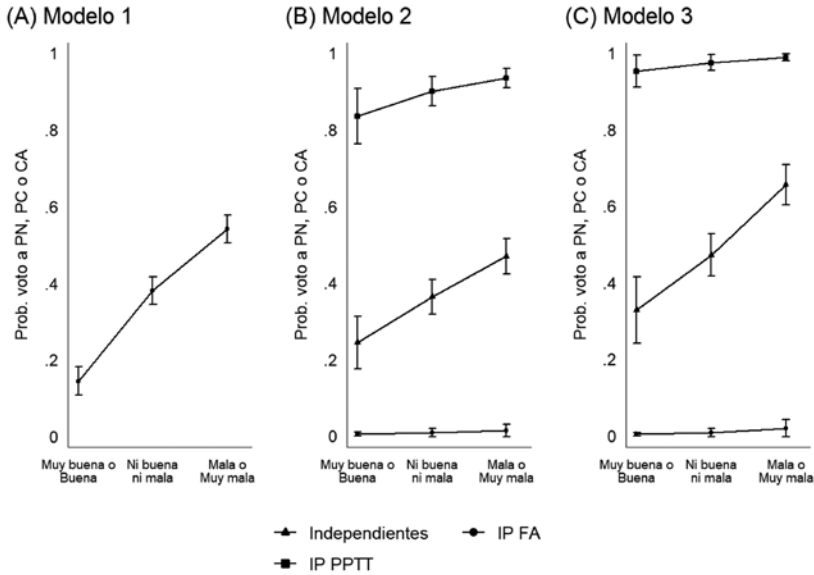 (A) Modelo 1
Prob. voto a PN, PC o CA
1
.8
.6
.4
.2
0
Muy buena o
Buena
Ni buena
ni mala
Mala o
Muy mala
(B) Modelo 2
Prob. voto a PN, PC o CA
1
.8
.6
.4
.2
0
Muy buena o
Buena
Ni buena
ni mala
Mala o
Muy mala
(C) Modelo 3
Prob. voto a PN, PC o CA
1
.8
.6
.4
.2
0
Muy buena o
Buena
Ni buena
ni mala
Mala o
Muy mala
Independientes
IP FA
IP PPTT